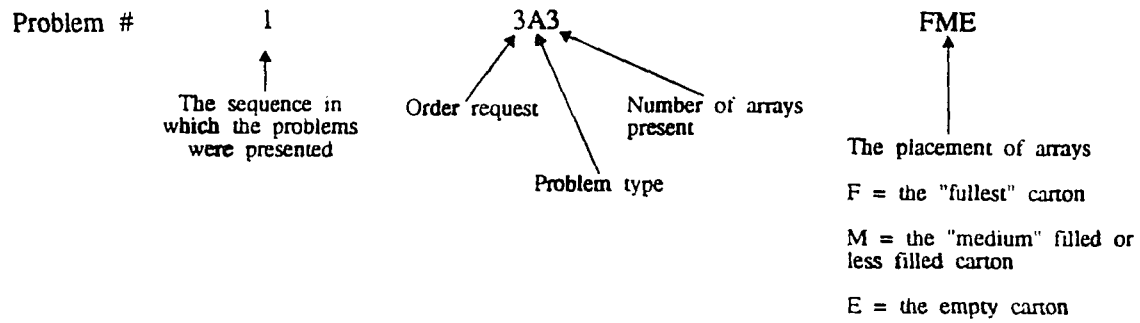 Problem # 1 3A3 FME
The sequence in
which the problems
were presented
Order request
Number of arrays
present
Problem type
The placement of arrays
F = the "fullest" carton
M = the "medium" filled or
less filled carton
E = the empty carton